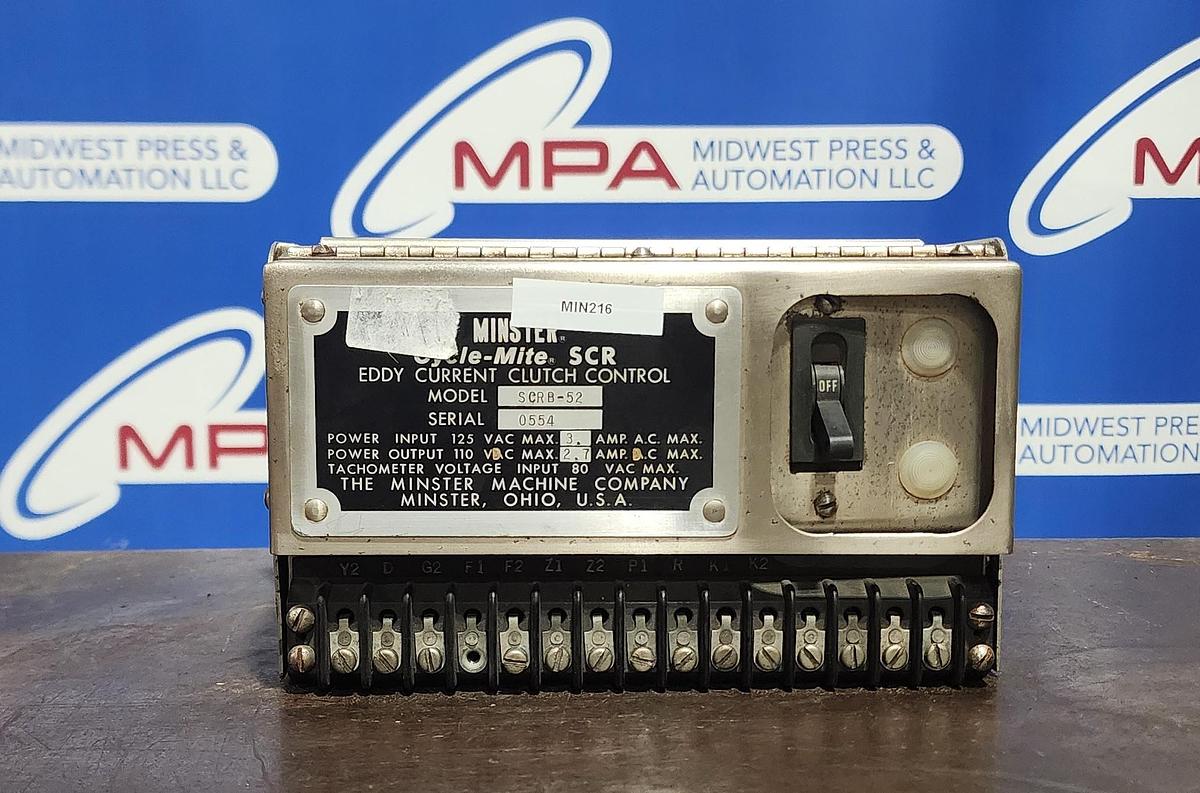 MIDWEST PRESS &
AUTOMATION LLC
MPA MIDWEST PRESS &
AUTOMATION LLC
M
MP
MIDWEST PRE
AUTOMATION
MIN216
MINSTER®
Cycle-Mite® SCR
EDDY CURRENT CLUTCH CONTROL
MODEL SCRB-52
SERIAL 0554
POWER INPUT 125 VAC MAX. 3. AMP. A.C. MAX.
POWER OUTPUT 110 VDC MAX. 2.7 AMP. D.C. MAX.
TACHOMETER VOLTAGE INPUT 80 VAC MAX.
THE MINSTER MACHINE COMPANY
MINSTER, OHIO, U.S.A.
OFF
Y2 D G2 F1 F2 Z1 Z2 P1 R K1 K2